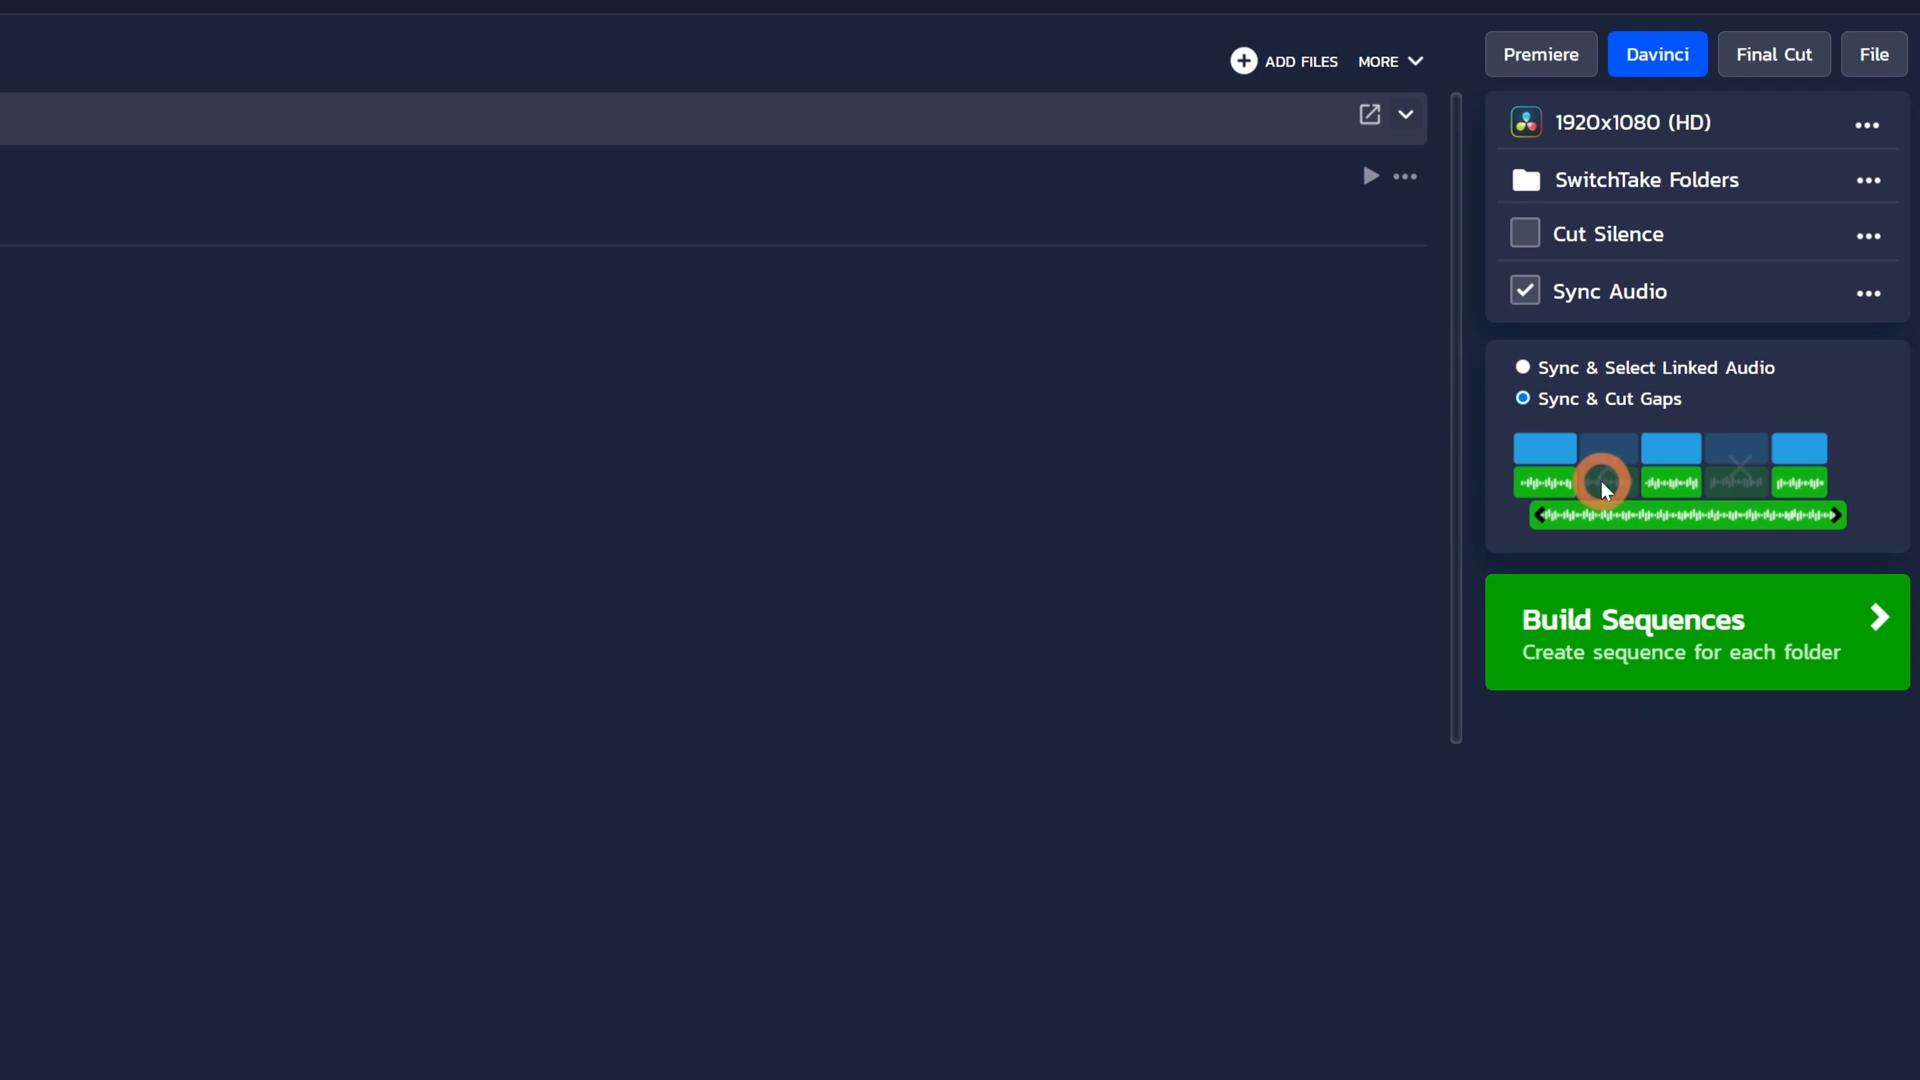 ADD FILES MORE
Premiere Davinci Final Cut File
1920x1080 (HD)
SwitchTake Folders
Cut Silence
Sync Audio
Sync & Select Linked Audio
Sync & Cut Gaps
Build Sequences
Create sequence for each folder